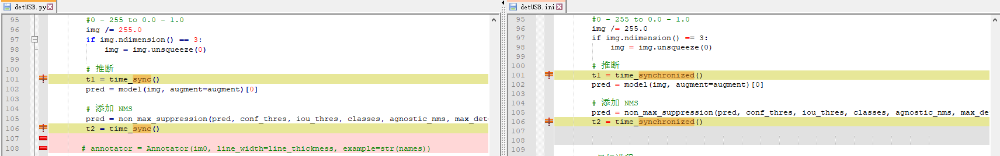 detUSB.py
95 #0 - 255 to 0.0 - 1.0
96 img /= 255.0
97 if img.ndimension() == 3:
98 img = img.unsqueeze(0)
99
100 # 推断
101 t1 = time_sync()
102 pred = model(img, augment=augment)[0]
103
104 # 添加 NMS
105 pred = non_max_suppression(pred, conf_thres, iou_thres, classes, agnostic_nms, max_det
106 t2 = time_sync()
107
108 # annotator = Annotator(im0, line_width=line_thickness, example=str(names))
detUSB.ini
95 #0 - 255 to 0.0 - 1.0
96 img /= 255.0
97 if img.ndimension() == 3:
98 img = img.unsqueeze(0)
99
100 # 推断
101 t1 = time_synchronized()
102 pred = model(img, augment=augment)[0]
103
104 # 添加 NMS
105 pred = non_max_suppression(pred, conf_thres, iou_thres, classes, agnostic_nms, max_de
106 t2 = time_synchronized()
107
108
109